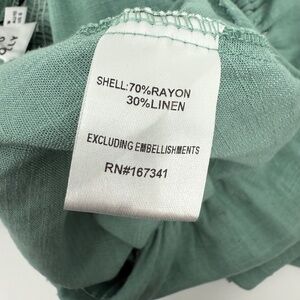 SHELL:70%RAYON
30%LINEN
EXCLUDING EMBELLISHMENTS
RN#167341